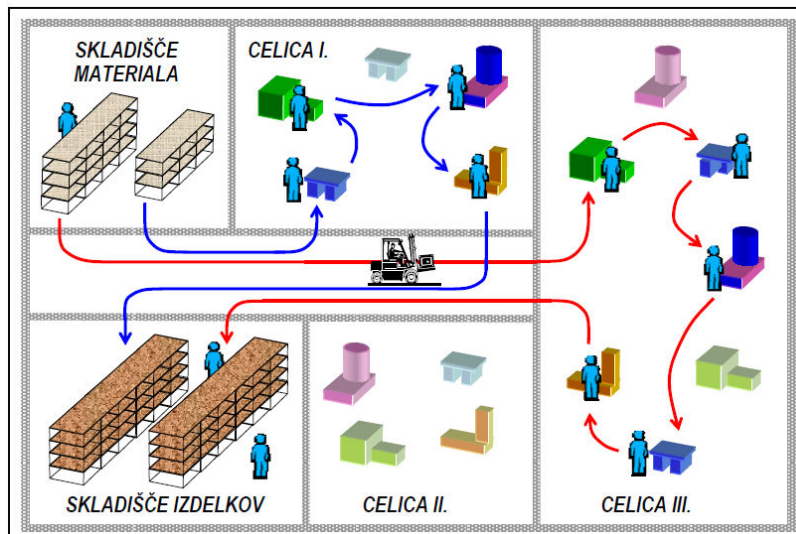 SKLADIŠČE
MATERIALA
CELICA I.
SKLADIŠČE IZDELKOV
CELICA II.
CELICA III.